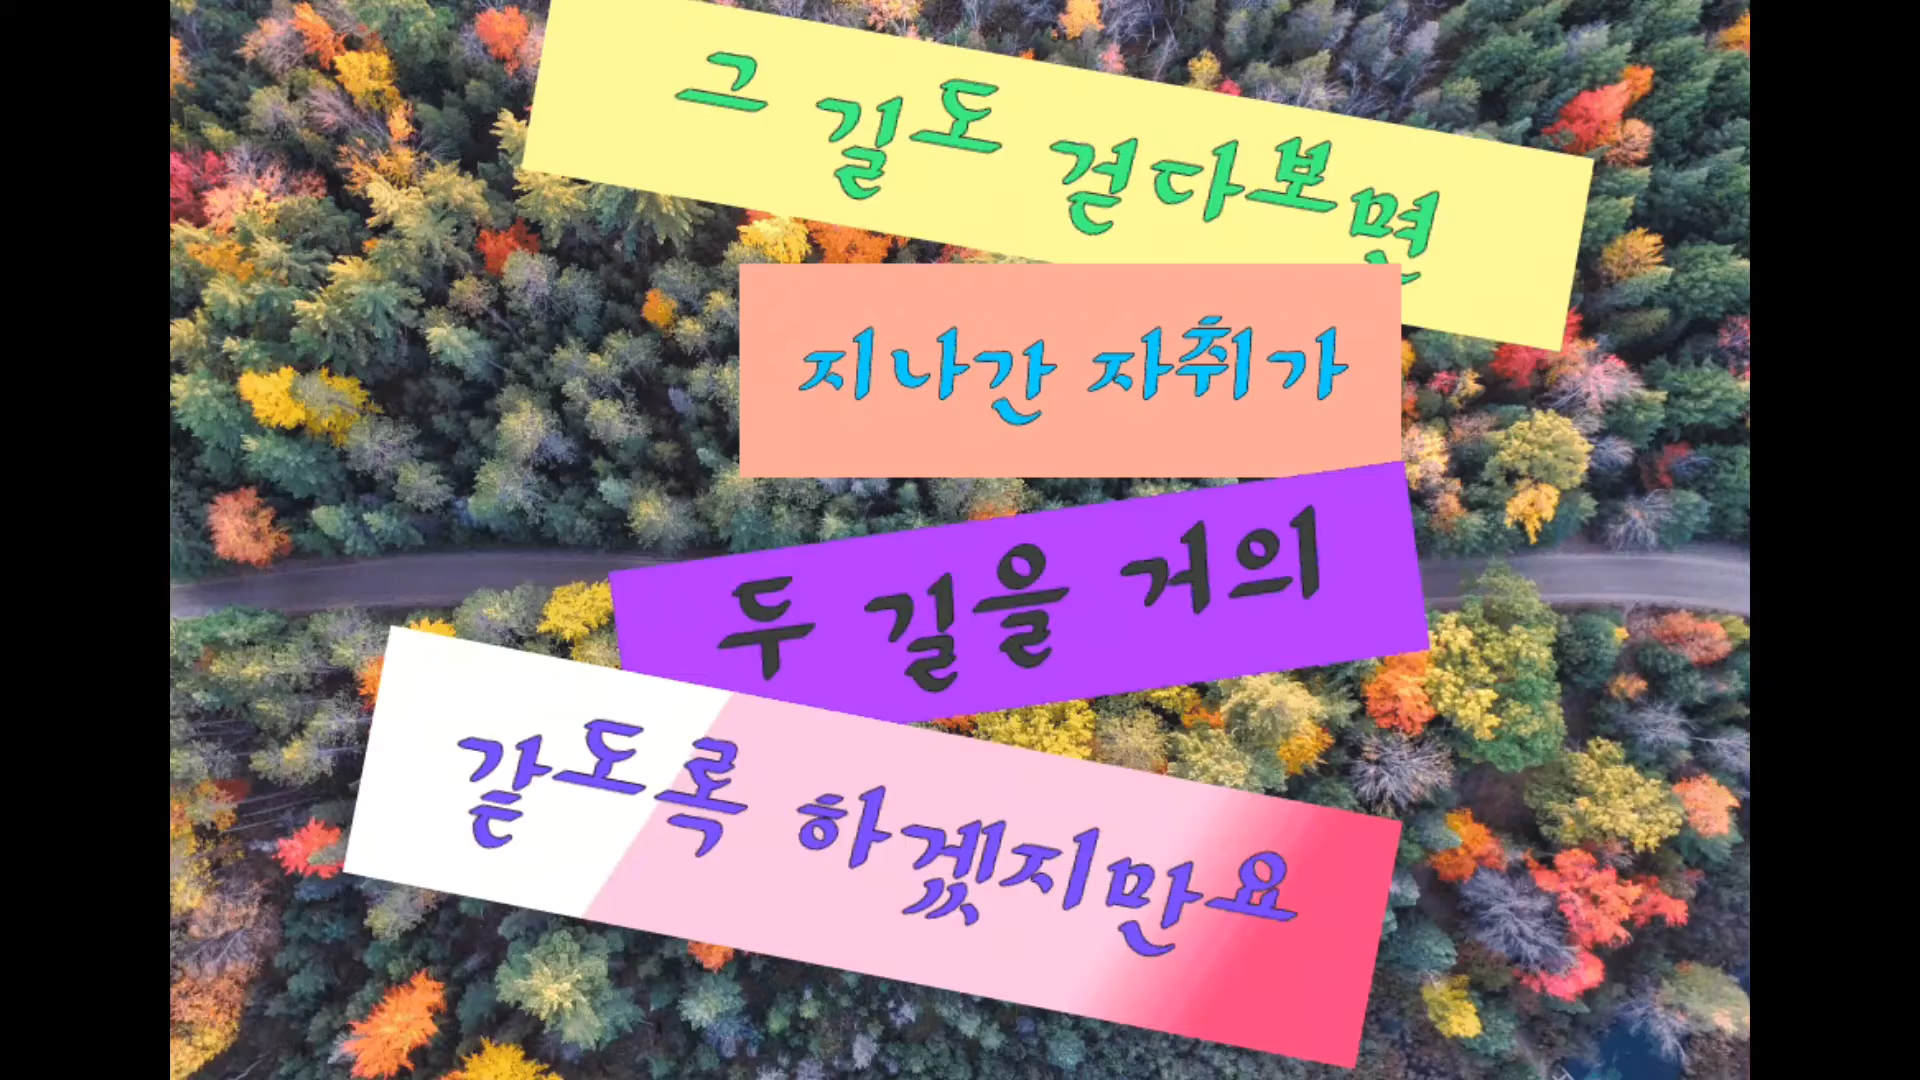 그 길도 걷다보면
지나간 자취가
두 길을 거의
같도록 하겠지만요